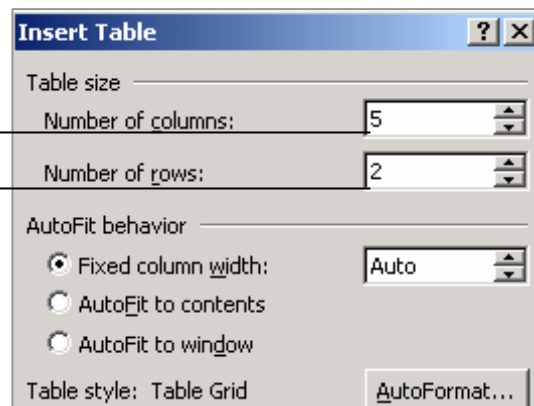 Insert Table
Table size
Number of columns: 5
Number of rows: 2
AutoFit behavior
Fixed column width: Auto
AutoFit to contents
AutoFit to window
Table style: Table Grid AutoFormat...